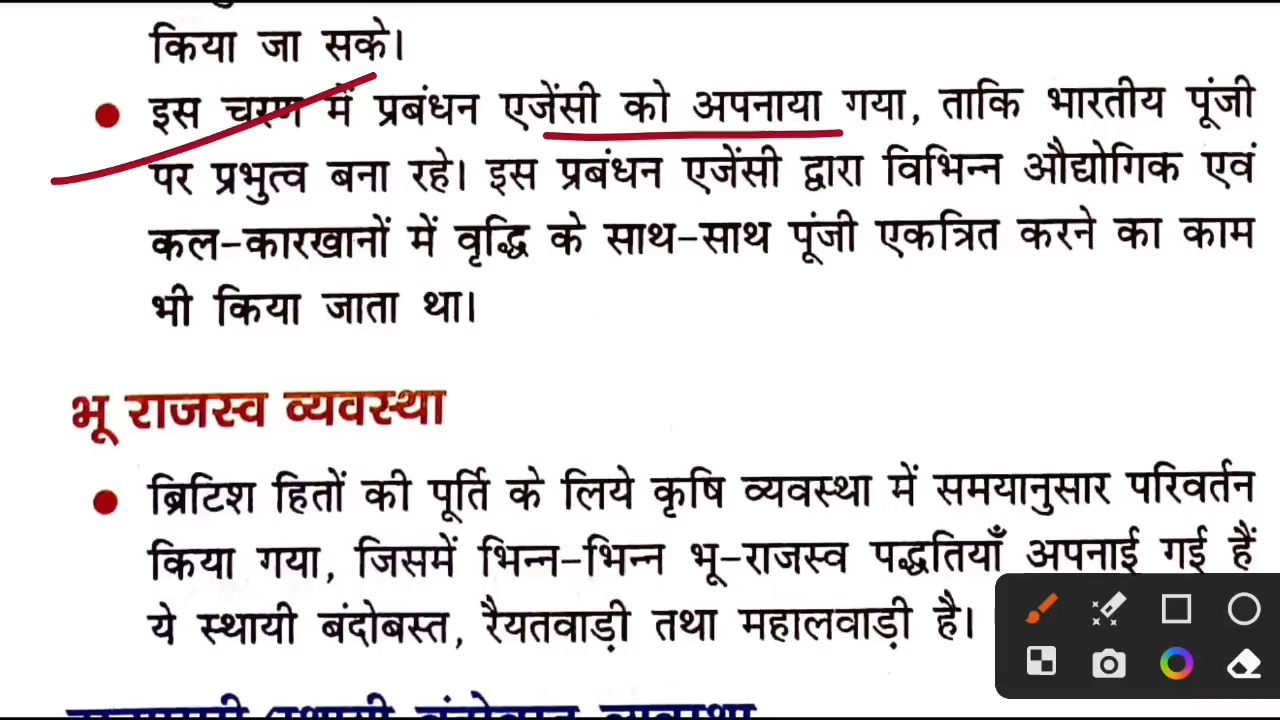 किया जा सके।
इस चरण में प्रबंधन एजेंसी को अपनाया गया, ताकि भारतीय पूंजी
पर प्रभुत्व बना रहे। इस प्रबंधन एजेंसी द्वारा विभिन्न औद्योगिक एवं
कल-कारखानों में वृद्धि के साथ-साथ पूंजी एकत्रित करने का काम
भी किया जाता था।
भू राजस्व व्यवस्था
ब्रिटिश हितों की पूर्ति के लिये कृषि व्यवस्था में समयानुसार परिवर्तन
किया गया, जिसमें भिन्न-भिन्न भू-राजस्व पद्धतियाँ अपनाई गई हैं
ये स्थायी बंदोबस्त, रैयतवाड़ी तथा महालवाड़ी है।